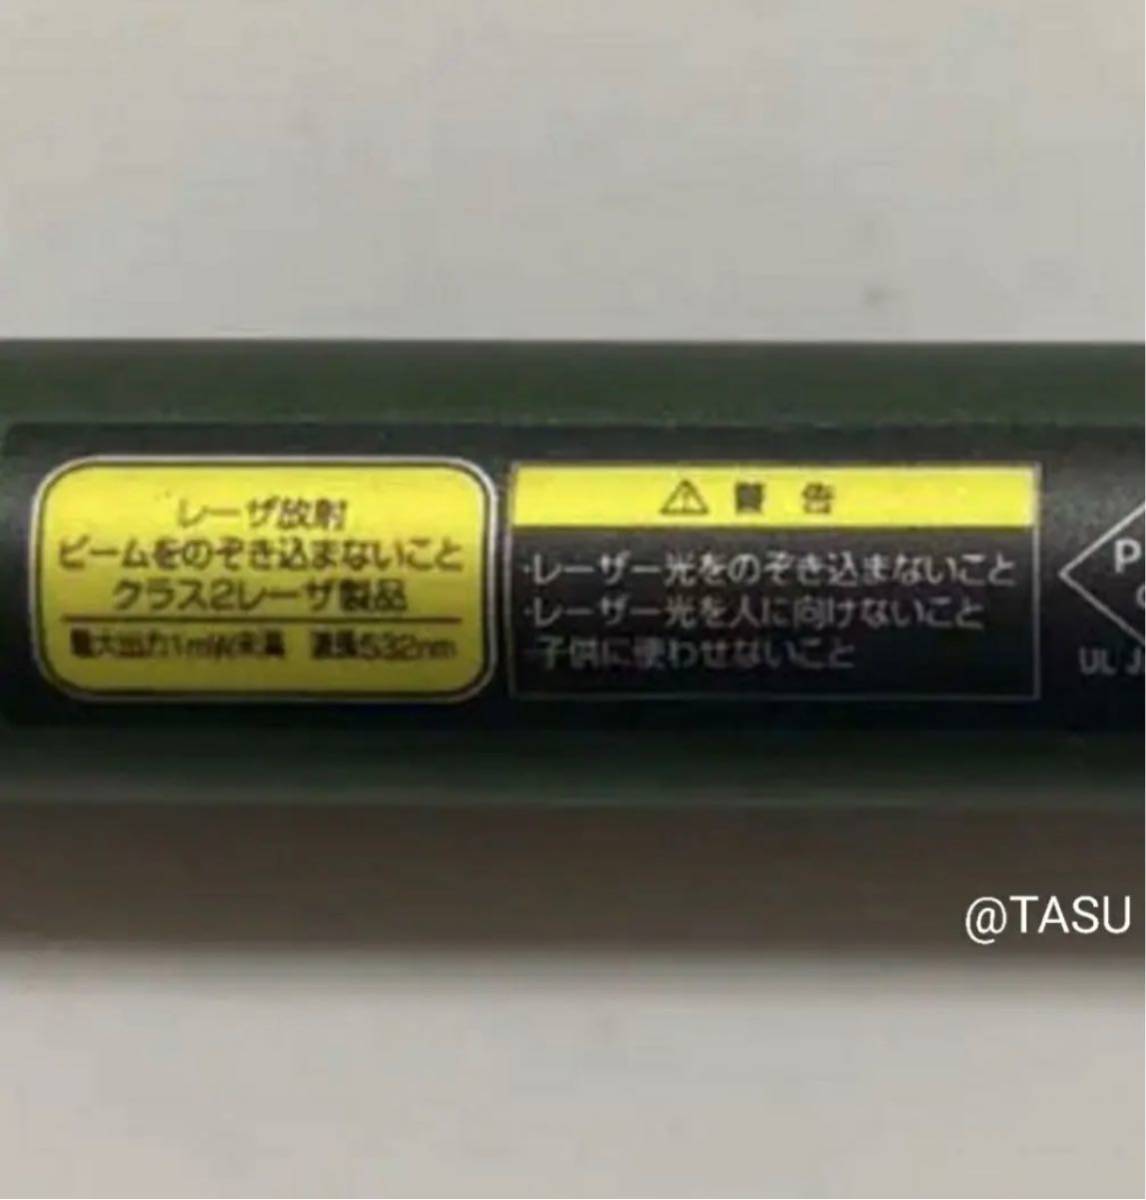 レーザ放射
ビームをのぞき込まないこと
クラス2レーザ製品
最大出力1mW未満 波長532nm
⚠ 警告
・レーザー光をのぞき込まないこと
・レーザー光を人に向けないこと
・子供に使わせないこと
P
UL J
@TASU